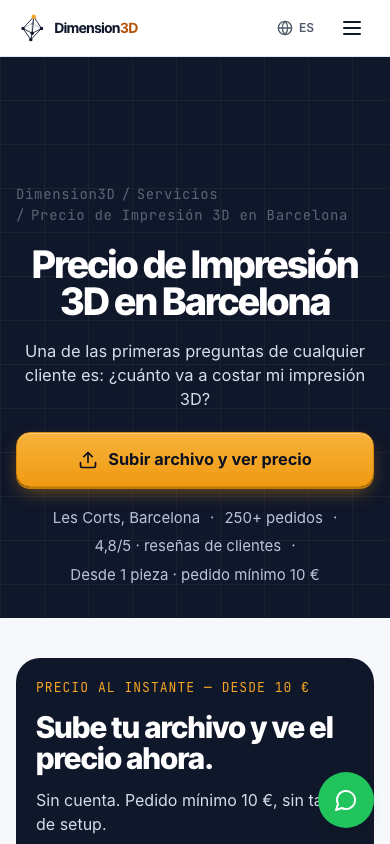 Dimension3D
ES
Dimension3D / Servicios
/ Precio de Impresión 3D en Barcelona
Precio de Impresión
3D en Barcelona
Una de las primeras preguntas de cualquier
cliente es: ¿cuánto va a costar mi impresión
3D?
Subir archivo y ver precio
Les Corts, Barcelona · 250+ pedidos ·
4,8/5 · reseñas de clientes ·
Desde 1 pieza · pedido mínimo 10 €
PRECIO AL INSTANTE — DESDE 10 €
Sube tu archivo y ve el
precio ahora.
Sin cuenta. Pedido mínimo 10 €, sin
de setup.